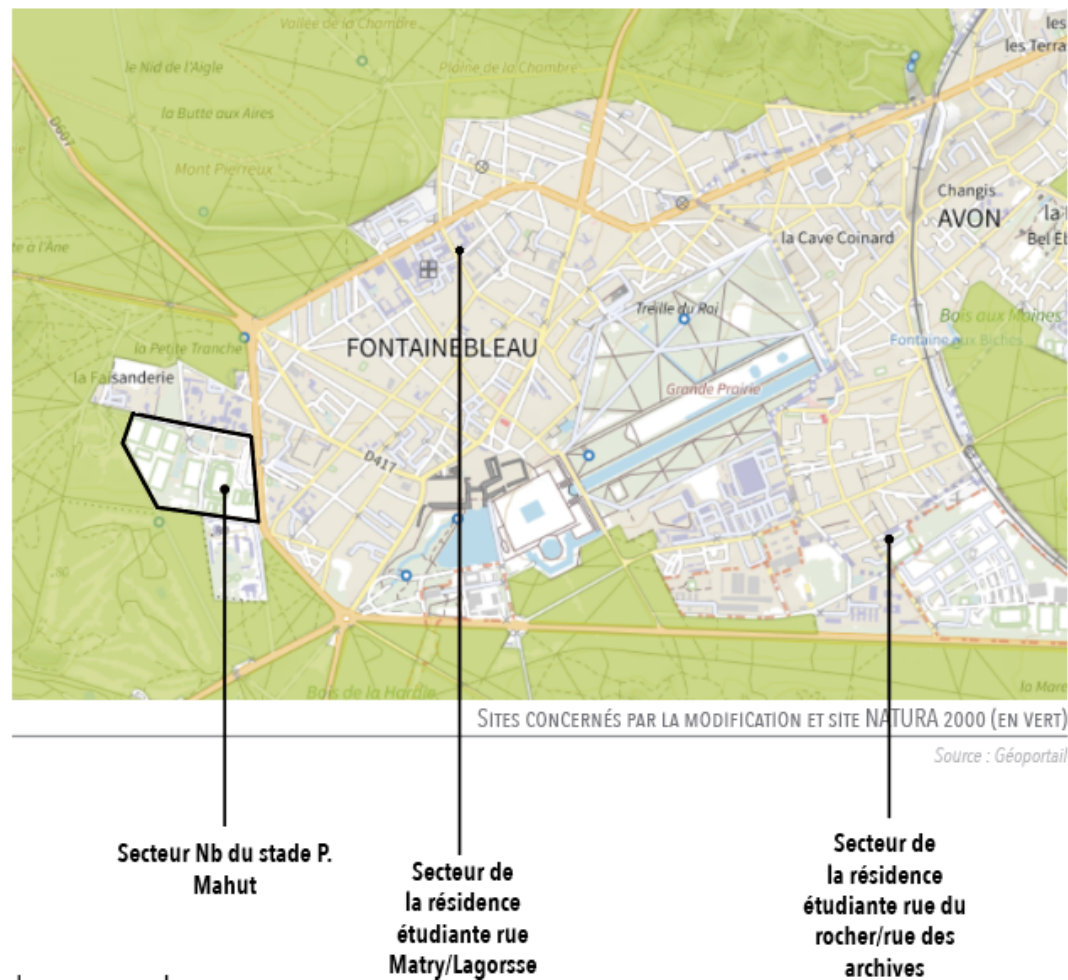 Vallée de la Chambre
les
les Terra
le Nid de l'Aigle
Plaine de la Chambre
la Butte aux Aires
D607
Mont Pierreux
Changis
AVON
la
Bel
la Cave Coinard
te à l'Âne
Treille du Roi
Bois aux Moines
Fontaine aux Biches
la Petite Tranche
FONTAINEBLEAU
la Faisanderie
Grande Prairie
D417
Bois de la Hardie
la Mare
SITES CONCERNÉS PAR LA MODIFICATION ET SITE NATURA 2000 (EN VERT)
Source : Géoportail
Secteur Nb du stade P.
Mahut
Secteur de
la résidence
étudiante rue
Matry/Lagorsse
Secteur de
la résidence
étudiante rue du
rocher/rue des
archives